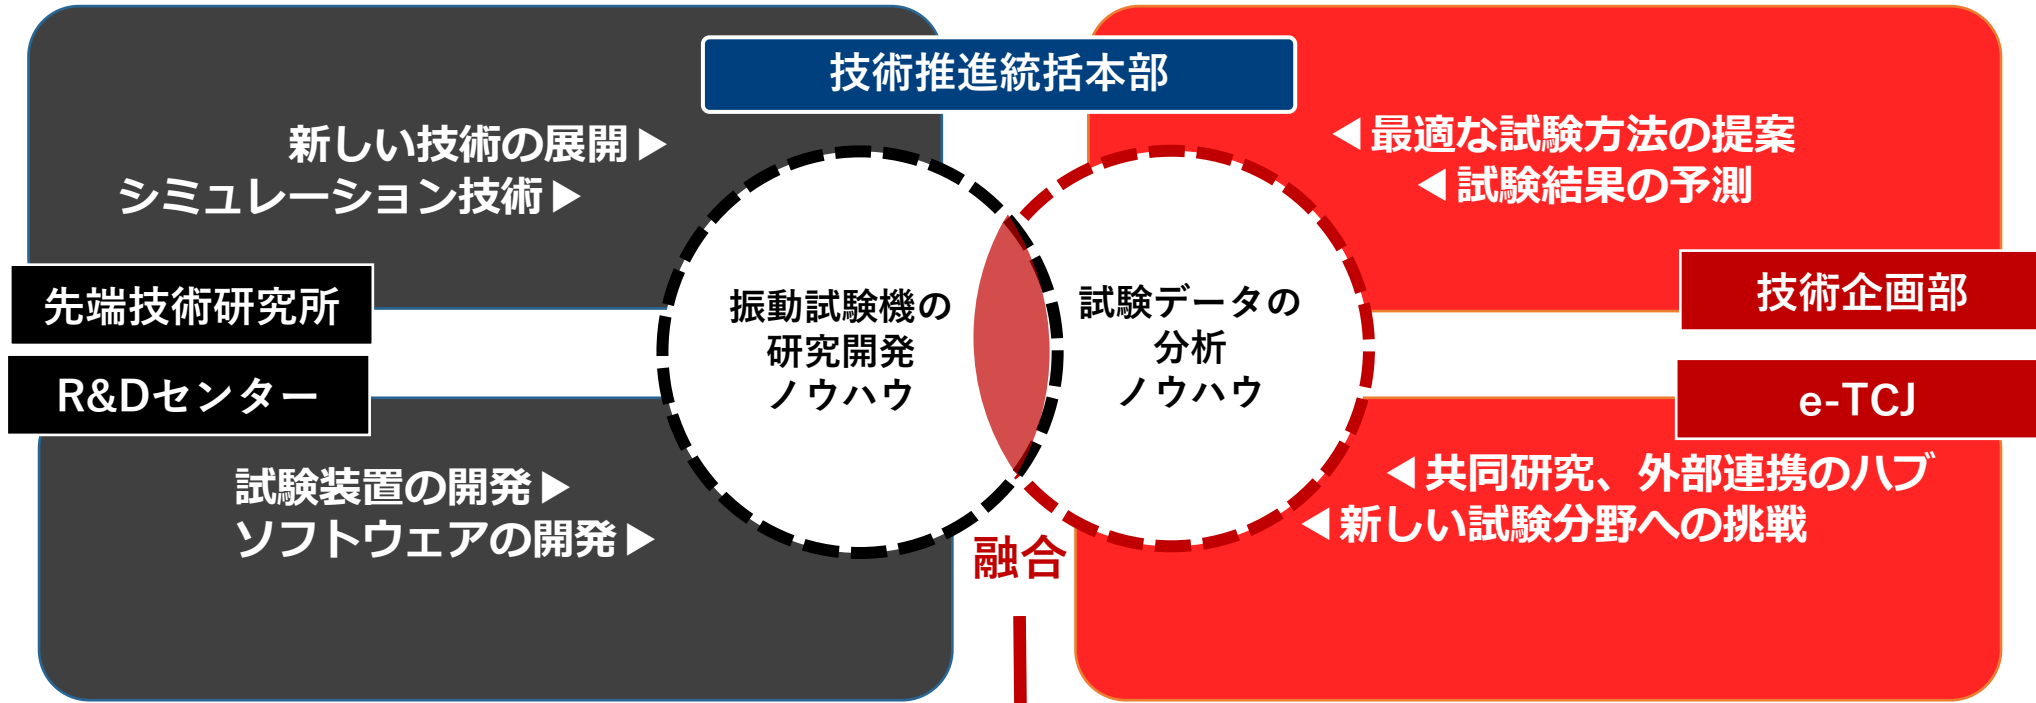 技術推進統括本部
新しい技術の展開▶
シミュレーション技術▶
◀最適な試験方法の提案
◀試験結果の予測
先端技術研究所
R&Dセンター
振動試験機の
研究開発
ノウハウ
試験データの
分析
ノウハウ
技術企画部
e-TCJ
試験装置の開発▶
ソフトウェアの開発▶
◀共同研究、外部連携のハブ
◀新しい試験分野への挑戦
融合